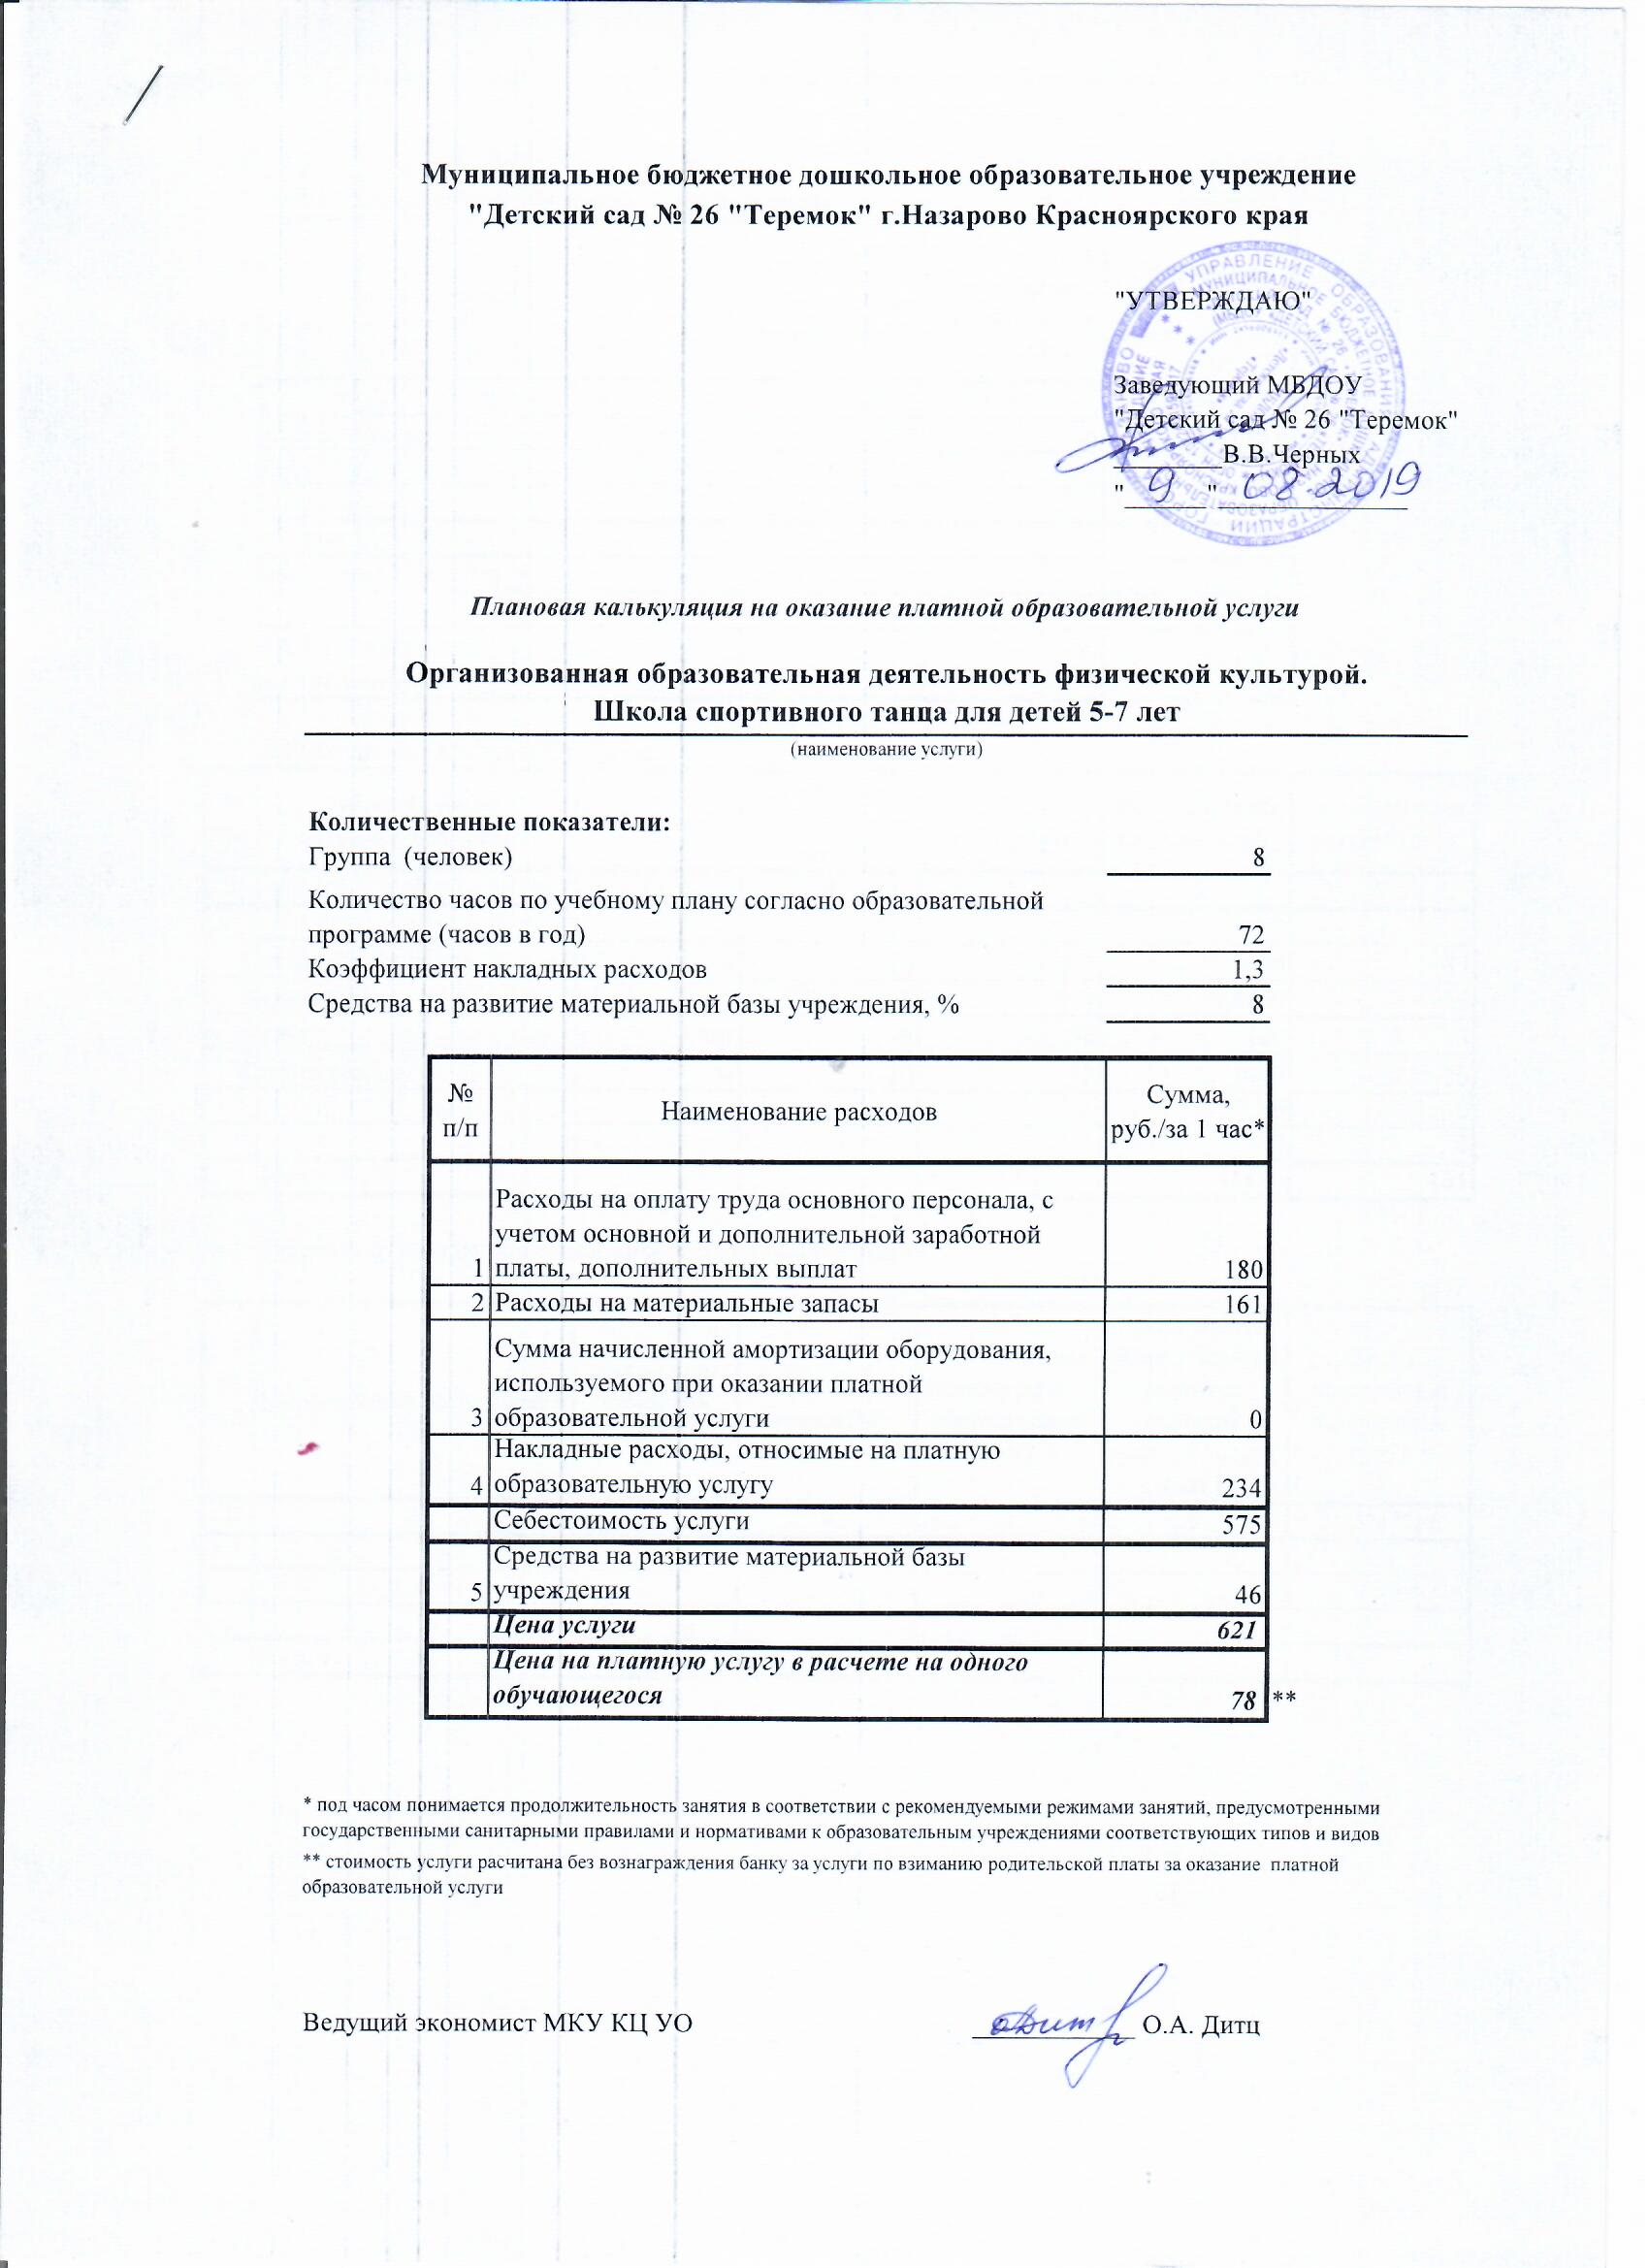 Муниципальное бюджетное дошкольное образовательное учреждение
"Детский сад № 26 "Теремок" г.Назарово Красноярского края
"УТВЕРЖДАЮ"
Заведующий МБДОУ
"Детский сад № 26 "Теремок"
________В.В.Черных
" 9 " 08.2019
Плановая калькуляция на оказание платной образовательной услуги
Организованная образовательная деятельность физической культурой.
Школа спортивного танца для детей 5-7 лет
(наименование услуги)
Количественные показатели:
Группа (человек) 8
Количество часов по учебному плану согласно образовательной
программе (часов в год) 72
Коэффициент накладных расходов 1,3
Средства на развитие материальной базы учреждения, % 8
№
п/п
Наименование расходов
Сумма,
руб./за 1 час*
Расходы на оплату труда основного персонала, с
учетом основной и дополнительной заработной
1 платы, дополнительных выплат 180
2 Расходы на материальные запасы 161
Сумма начисленной амортизации оборудования,
используемого при оказании платной
3 образовательной услуги 0
Накладные расходы, относимые на платную
4 образовательную услугу 234
Себестоимость услуги 575
Средства на развитие материальной базы
5 учреждения 46
Цена услуги 621
Цена на платную услугу в расчете на одного
обучающегося 78 **
* под часом понимается продолжительность занятия в соответствии с рекомендуемыми режимами занятий, предусмотренными
государственными санитарными правилами и нормативами к образовательным учреждениями соответствующих типов и видов
** стоимость услуги расчитана без вознаграждения банку за услуги по взиманию родительской платы за оказание платной
образовательной услуги
Ведущий экономист МКУ КЦ УО ____________ О.А. Дитц